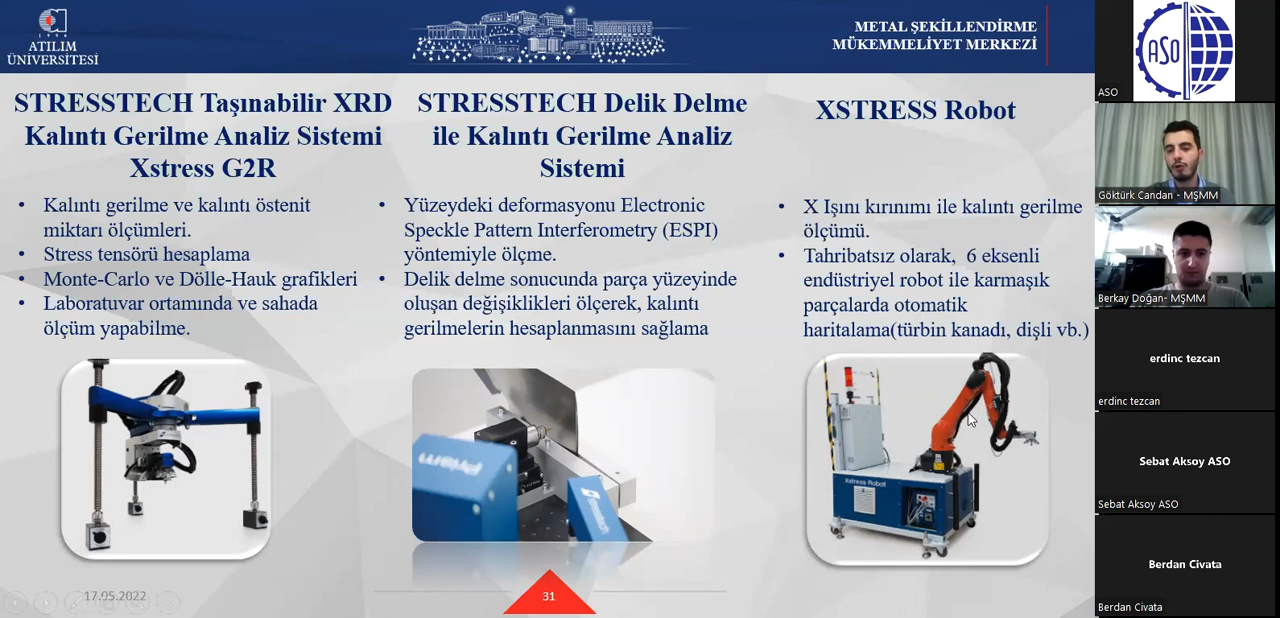 1996
ATILIM
ÜNİVERSİTESİ
METAL ŞEKİLLENDİRME
MÜKEMMELİYET MERKEZİ
STRESSTECH Taşınabilir XRD
Kalıntı Gerilme Analiz Sistemi
Xstress G2R
• Kalıntı gerilme ve kalıntı östenit
miktarı ölçümleri.
• Stress tensörü hesaplama
• Monte-Carlo ve Dölle-Hauk grafikleri
• Laboratuvar ortamında ve sahada
ölçüm yapabilme.
STRESSTECH Delik Delme
ile Kalıntı Gerilme Analiz
Sistemi
• Yüzeydeki deformasyonu Electronic
Speckle Pattern Interferometry (ESPI)
yöntemiyle ölçme.
• Delik delme sonucunda parça yüzeyinde
oluşan değişiklikleri ölçerek, kalıntı
gerilmelerin hesaplanmasını sağlama
Prism
Stresstech
XSTRESS Robot
• X Işını kırınımı ile kalıntı gerilme
ölçümü.
• Tahribatsız olarak, 6 eksenli
endüstriyel robot ile karmaşık
parçalarda otomatik
haritalama(türbin kanadı, dişli vb.)
Xstress Robot
17.05.2022
31
ASO
ASO
Göktürk Candan - MŞMM
Berkay Doğan- MŞMM
erdinc tezcan
erdinc tezcan
Sebat Aksoy ASO
Sebat Aksoy ASO
Berdan Civata
Berdan Civata